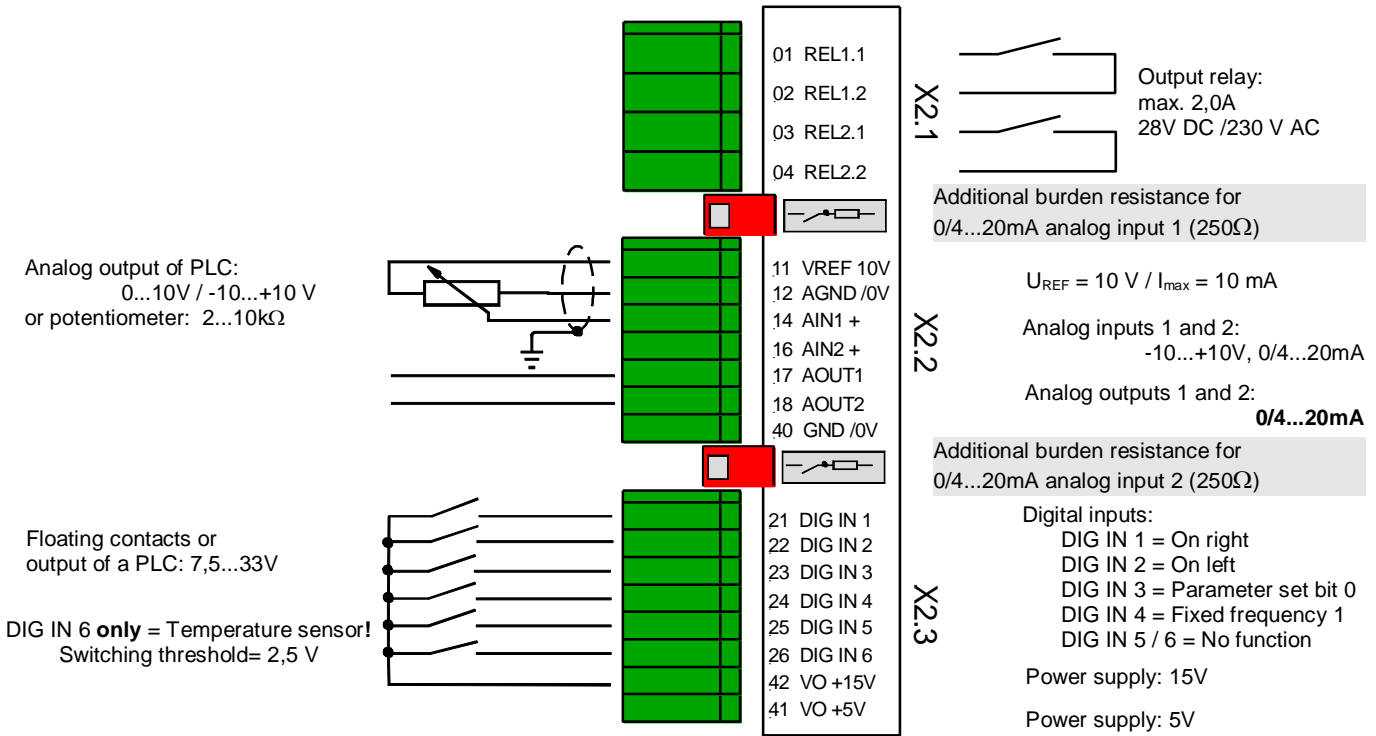 01 REL1.1
02 REL1.2
03 REL2.1
04 REL2.2
X2.1
Output relay:
max. 2,0A
28V DC /230 V AC
Additional burden resistance for
0/4...20mA analog input 1 (250Ω)
Analog output of PLC:
0...10V / -10...+10 V
or potentiometer: 2...10kΩ
11 VREF 10V
12 AGND /0V
14 AIN1 +
16 AIN2 +
17 AOUT1
18 AOUT2
40 GND /0V
X2.2
UREF = 10 V / Imax = 10 mA
Analog inputs 1 and 2:
-10...+10V, 0/4...20mA
Analog outputs 1 and 2:
0/4...20mA
Additional burden resistance for
0/4...20mA analog input 2 (250Ω)
Floating contacts or
output of a PLC: 7,5...33V
DIG IN 6 only = Temperature sensor!
Switching threshold= 2,5 V
21 DIG IN 1
22 DIG IN 2
23 DIG IN 3
24 DIG IN 4
25 DIG IN 5
26 DIG IN 6
42 VO +15V
41 VO +5V
X2.3
Digital inputs:
DIG IN 1 = On right
DIG IN 2 = On left
DIG IN 3 = Parameter set bit 0
DIG IN 4 = Fixed frequency 1
DIG IN 5 / 6 = No function
Power supply: 15V
Power supply: 5V